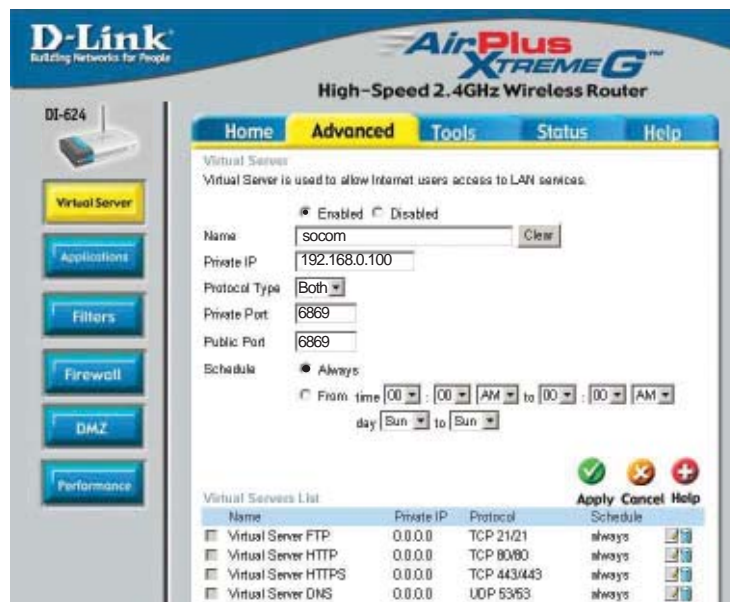 D-Link
Building Networks for People
AirPlus
XTREME G™
High-Speed 2.4GHz Wireless Router
DI-624
Home Advanced Tools Status Help
Virtual Server
Virtual Server
Virtual Server is used to allow Internet users access to LAN services.
Enabled Disabled
Name socom Clear
Private IP 192.168.0.100
Protocol Type Both
Private Port 6869
Public Port 6869
Schedule Always
From time 00 : 00 AM to 00 : 00 AM
day Sun to Sun
Applications
Filters
Firewall
DMZ
Performance
Apply Cancel Help
Virtual Servers List
Name Private IP Protocol Schedule
Virtual Server FTP 0.0.0.0 TCP 21/21 always
Virtual Server HTTP 0.0.0.0 TCP 80/80 always
Virtual Server HTTPS 0.0.0.0 TCP 443/443 always
Virtual Server DNS 0.0.0.0 UDP 53/53 always